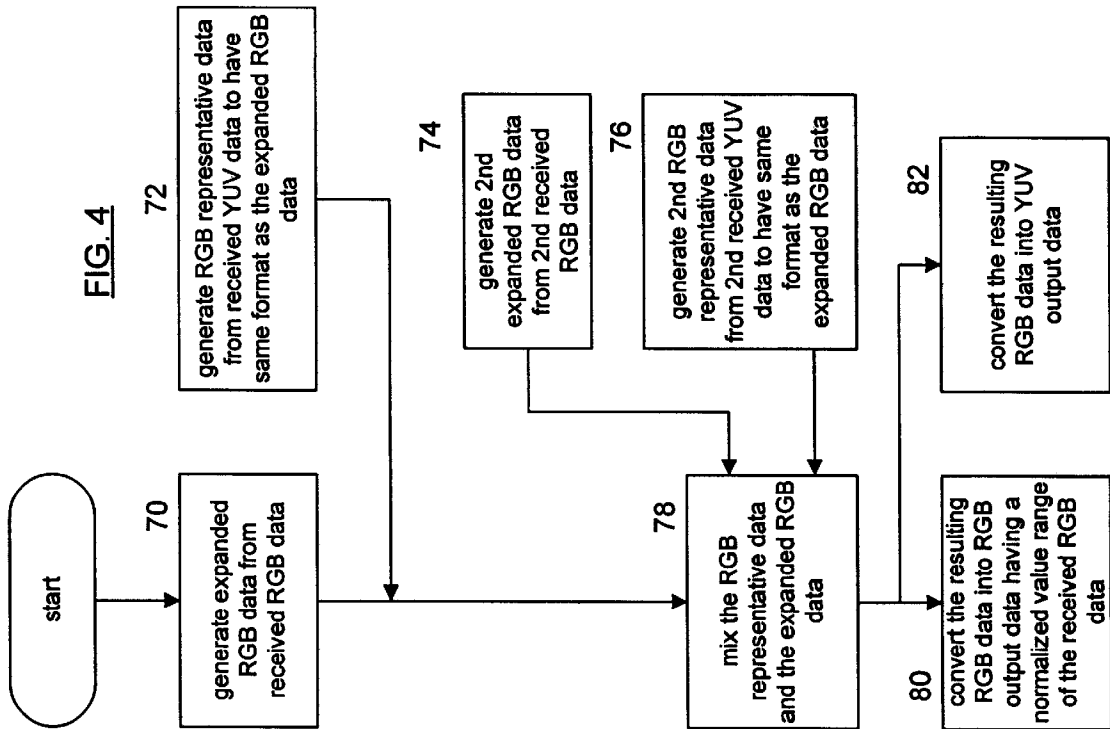 FIG. 4
start
70
generate expanded
RGB data from
received RGB data
72
generate RGB representative data
from received YUV data to have
same format as the expanded RGB
data
74
generate 2nd
expanded RGB data
from 2nd received
RGB data
76
generate 2nd RGB
representative data
from 2nd received YUV
data to have same
format as the
expanded RGB data
78
mix the RGB
representative data
and the expanded RGB
data
80
convert the resulting
RGB data into RGB
output data having a
normalized value range
of the received RGB
data
82
convert the resulting
RGB data into YUV
output data